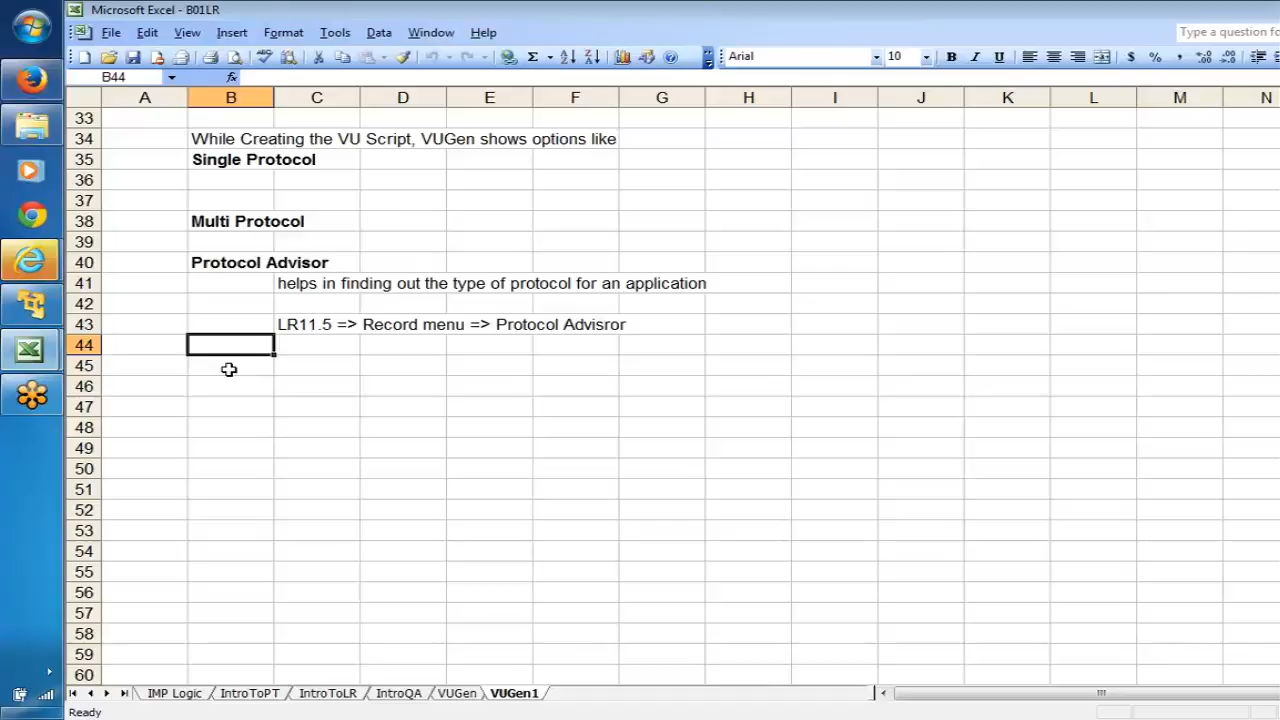 Microsoft Excel - B01LR
File Edit View Insert Format Tools Data Window Help
Type a question fo
Arial 10 B I U $ % ,
B44 fx
A B C D E F G H I J K L M N
33
34 While Creating the VU Script, VUGen shows options like
35 Single Protocol
36
37
38 Multi Protocol
39
40 Protocol Advisor
41 helps in finding out the type of protocol for an application
42
43 LR11.5 => Record menu => Protocol Advisror
44
45
46
47
48
49
50
51
52
53
54
55
56
57
58
59
60
IMP Logic IntroToPT IntroToLR IntroQA VUGen VUGen1
Ready